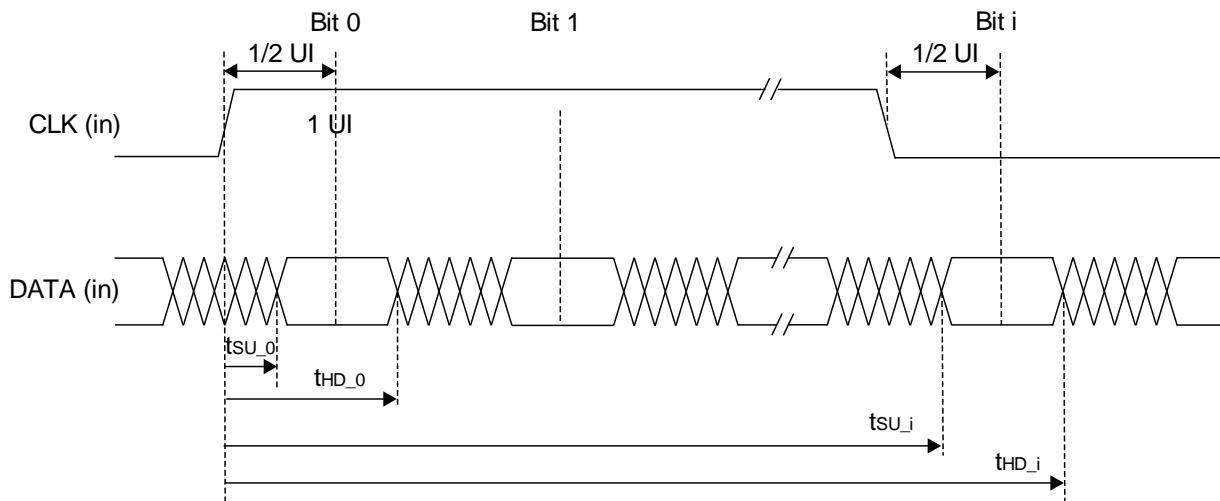 Bit 0
Bit 1
Bit i
1/2 UI
1/2 UI
CLK (in)
1 UI
DATA (in)
tSU_0
tHD_0
tSU_i
tHD_i